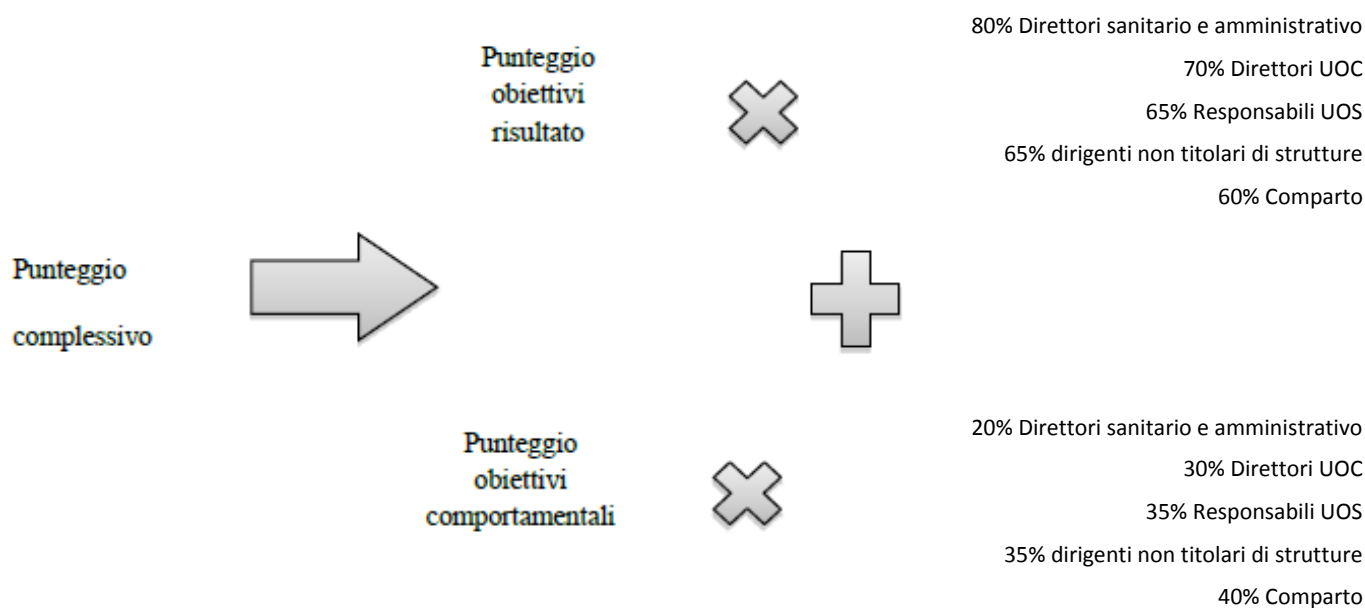 80% Direttori sanitario e amministrativo
70% Direttori UOC
65% Responsabili UOS
65% dirigenti non titolari di strutture
60% Comparto
Punteggio
obiettivi
risultato
Punteggio
complessivo
Punteggio
obiettivi
comportamentali
20% Direttori sanitario e amministrativo
30% Direttori UOC
35% Responsabili UOS
35% dirigenti non titolari di strutture
40% Comparto